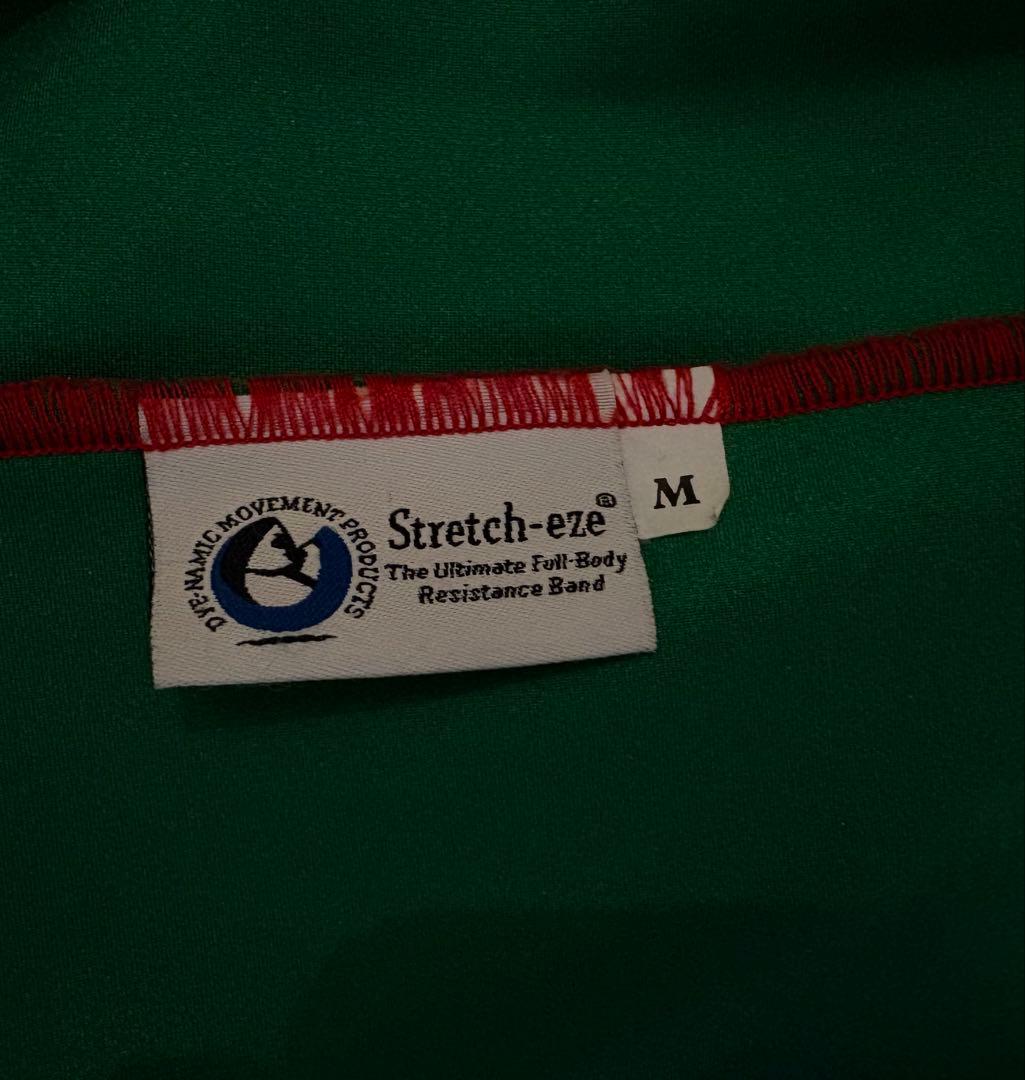 DYE-NAMIC MOVEMENT PRODUCTS
Stretch-eze®
The Ultimate Full-Body
Resistance Band
M